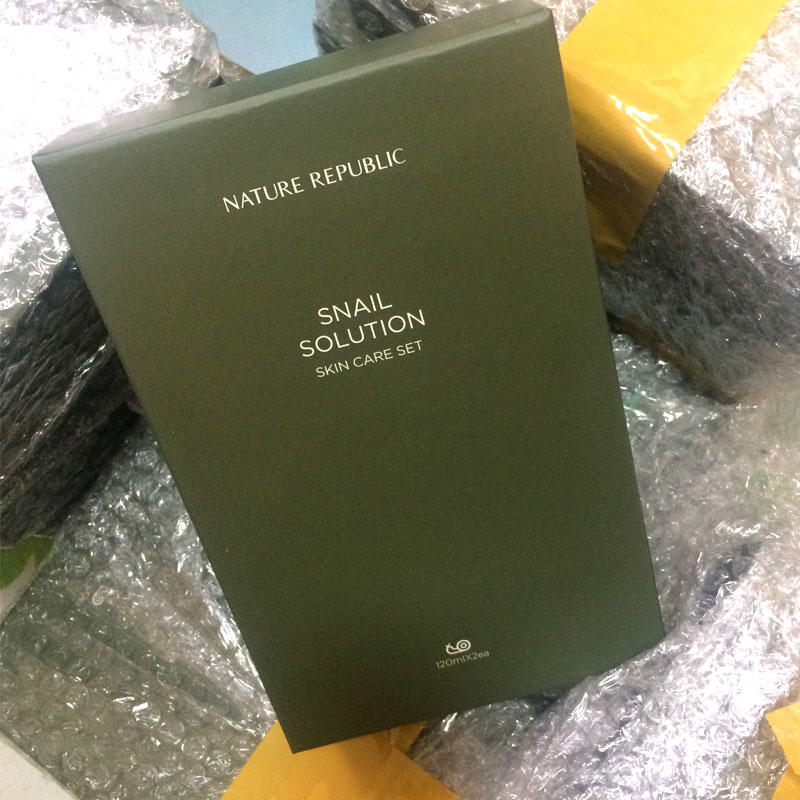 NATURE REPUBLIC
SNAIL
SOLUTION
SKIN CARE SET
120mlX2ea